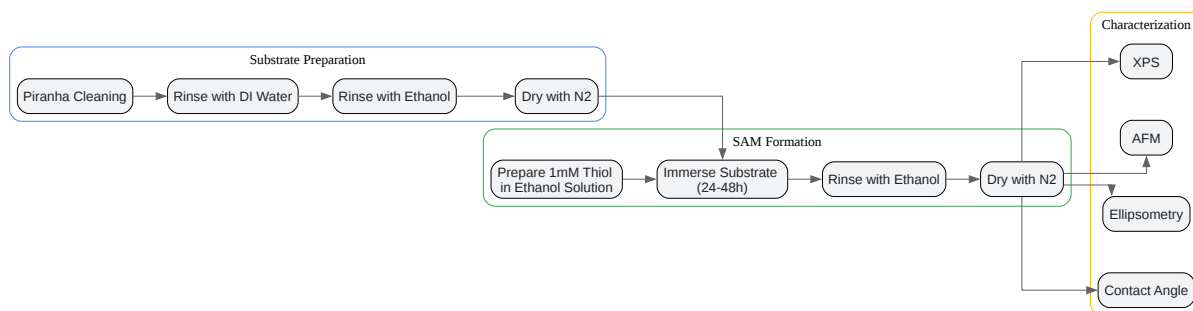 Characterization
Substrate Preparation
XPS
Piranha Cleaning
Rinse with DI Water
Rinse with Ethanol
Dry with N2
SAM Formation
AFM
Prepare 1mM Thiol
in Ethanol Solution
Immerse Substrate
(24-48h)
Rinse with Ethanol
Dry with N2
Ellipsometry
Contact Angle